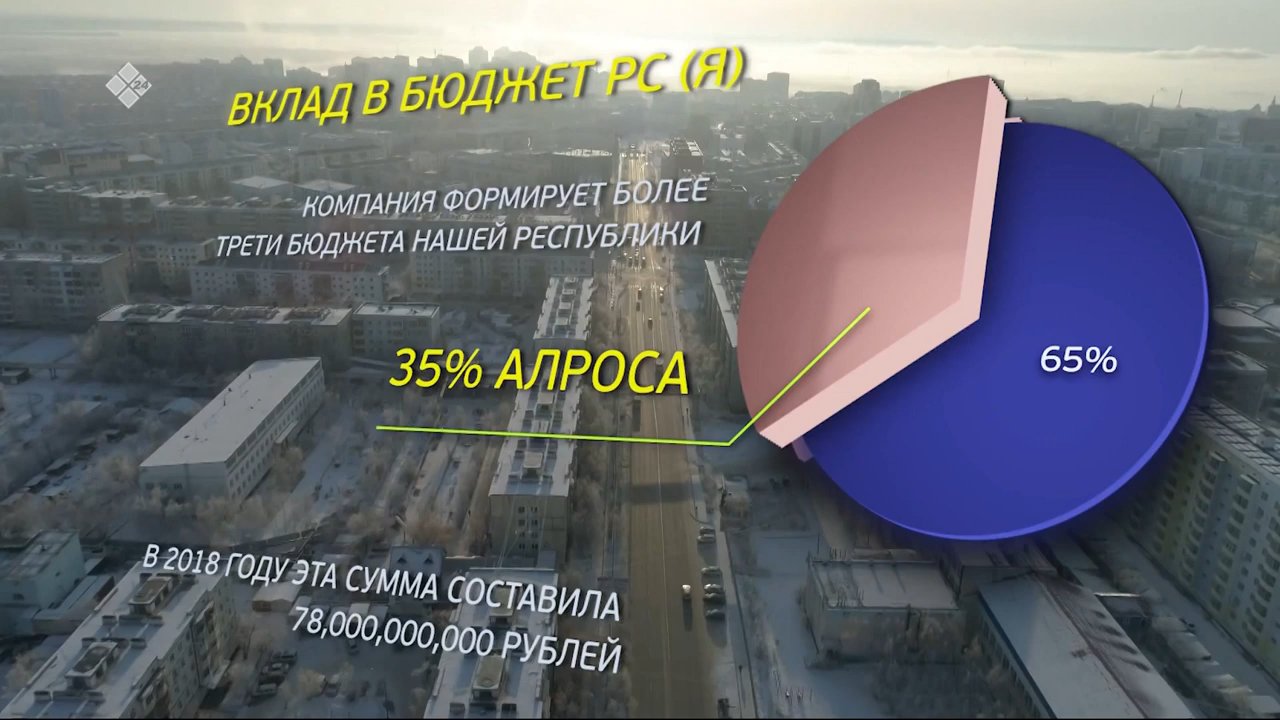 24
ВКЛАД В БЮДЖЕТ РС (Я)
КОМПАНИЯ ФОРМИРУЕТ БОЛЕЕ
ТРЕТИ БЮДЖЕТА НАШЕЙ РЕСПУБЛИКИ
35% АЛРОСА
65%
В 2018 ГОДУ ЭТА СУММА СОСТАВИЛА
78,000,000,000 РУБЛЕЙ